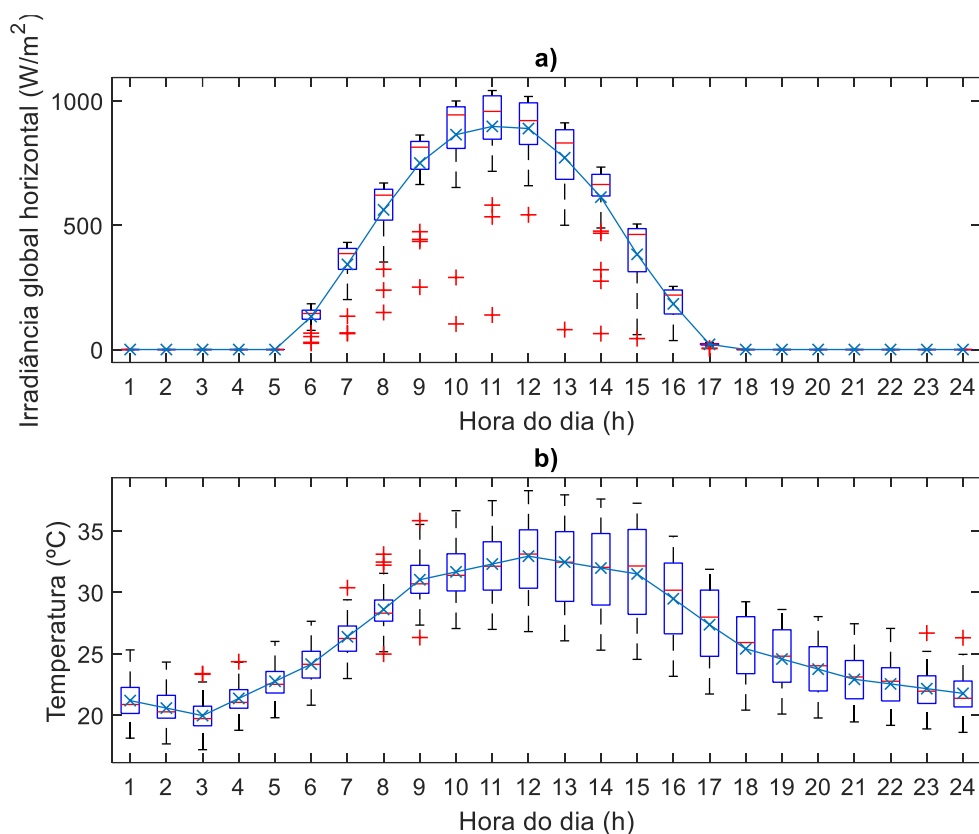 a)
Irradiância global horizontal (W/m²)
1000
500
0
1 2 3 4 5 6 7 8 9 10 11 12 13 14 15 16 17 18 19 20 21 22 23 24
Hora do dia (h)
b)
Temperatura (ºC)
35
30
25
20
1 2 3 4 5 6 7 8 9 10 11 12 13 14 15 16 17 18 19 20 21 22 23 24
Hora do dia (h)